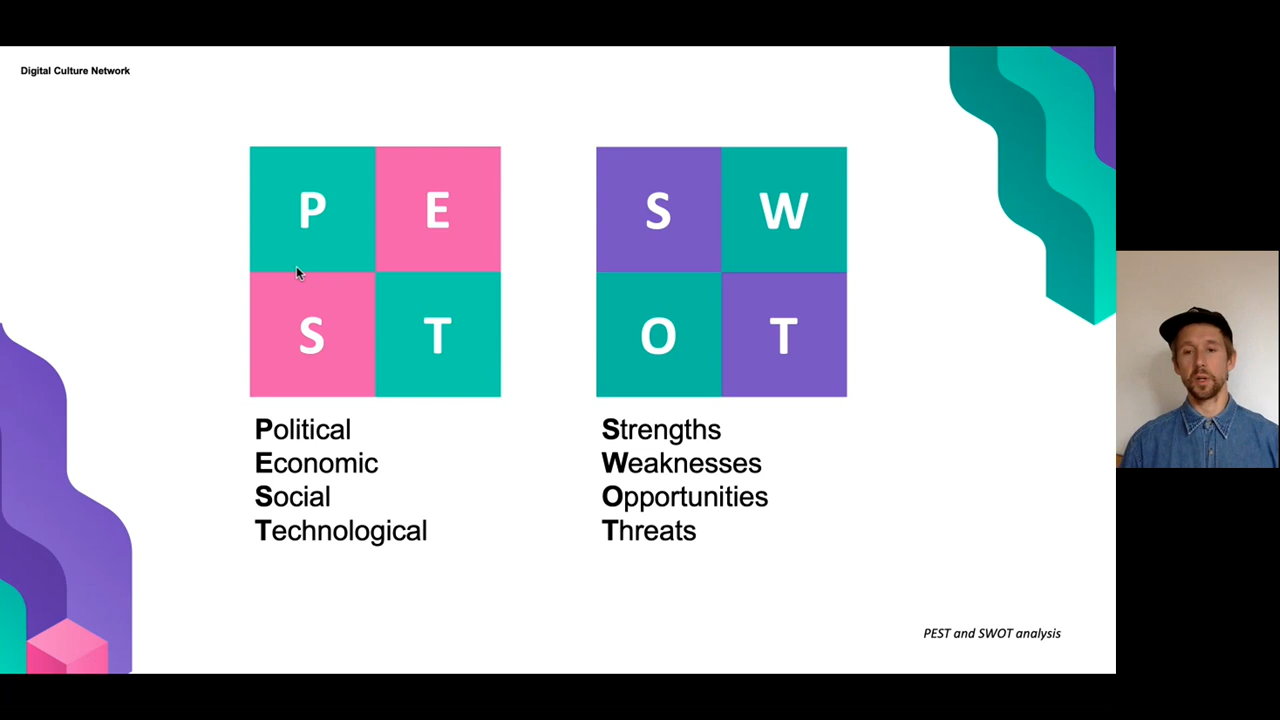 Digital Culture Network
P E
S T
Political
Economic
Social
Technological
S W
O T
Strengths
Weaknesses
Opportunities
Threats
PEST and SWOT analysis